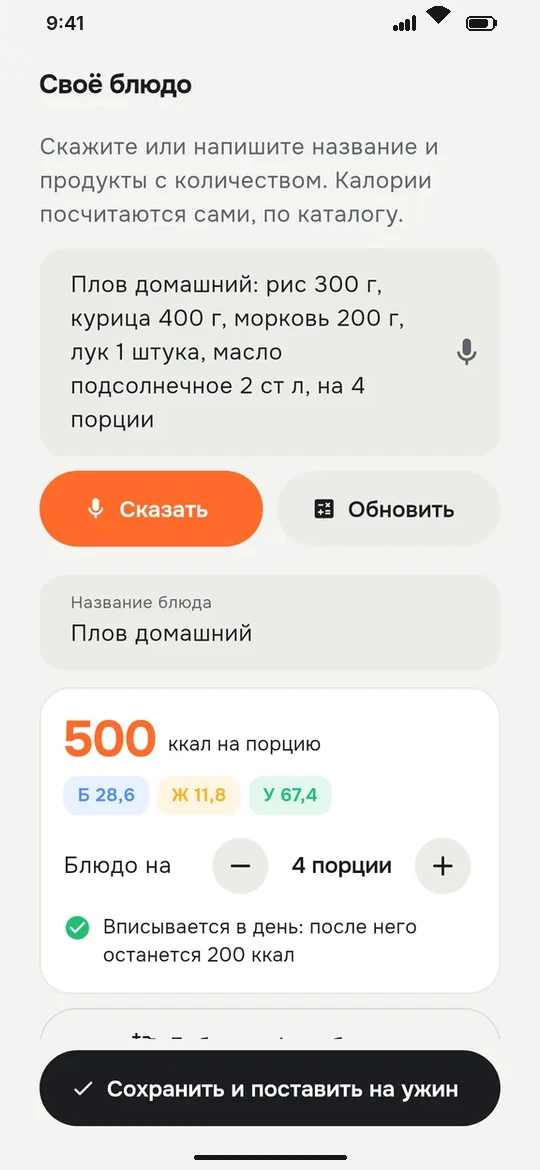 9:41
Своё блюдо
Скажите или напишите название и
продукты с количеством. Калории
посчитаются сами, по каталогу.
Плов домашний: рис 300 г,
курица 400 г, морковь 200 г,
лук 1 штука, масло
подсолнечное 2 ст л, на 4
порции
Сказать
Обновить
Название блюда
Плов домашний
500 ккал на порцию
Б 28,6
Ж 11,8
У 67,4
Блюдо на
4 порции
Вписывается в день: после него
останется 200 ккал
Сохранить и поставить на ужин